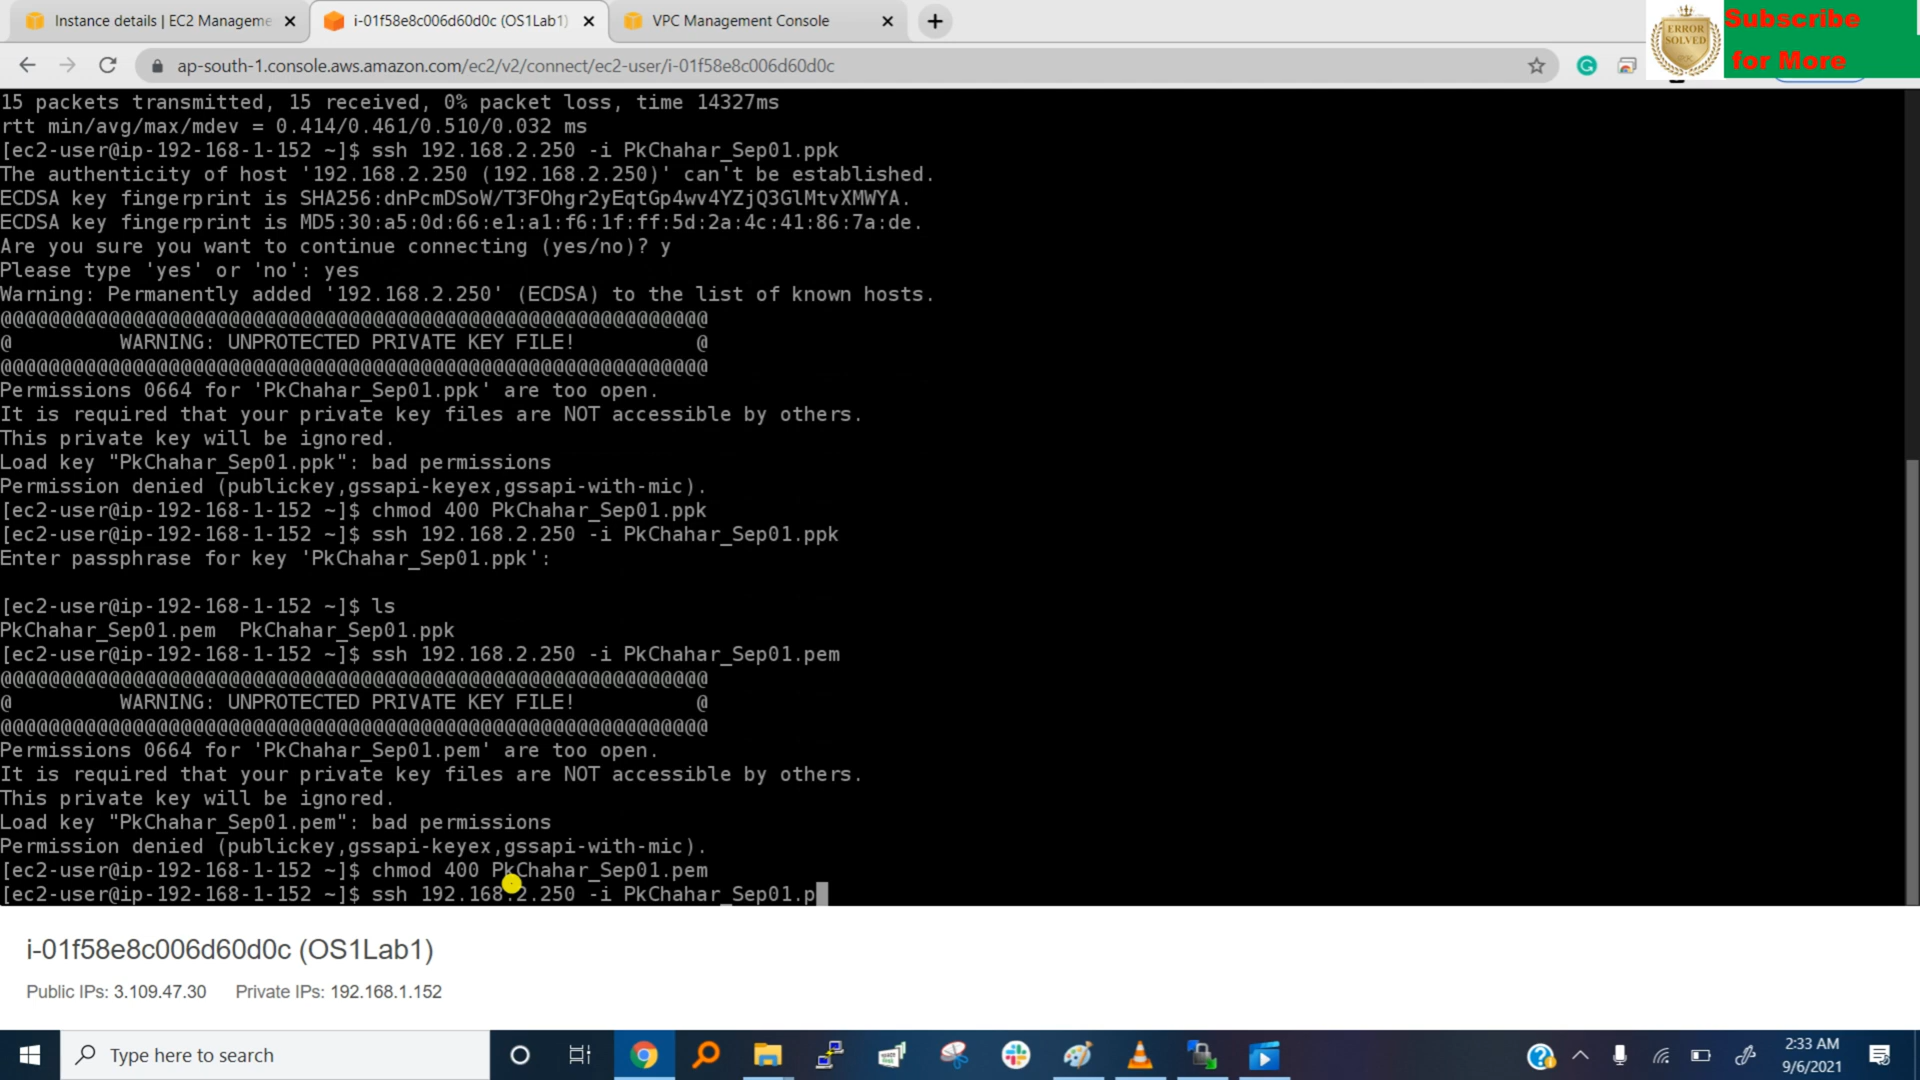 Instance details | EC2 Manageme
i-01f58e8c006d60d0c (OS1Lab1)
VPC Management Console
ERROR SOLVED
Subscribe
for More
ap-south-1.console.aws.amazon.com/ec2/v2/connect/ec2-user/i-01f58e8c006d60d0c
15 packets transmitted, 15 received, 0% packet loss, time 14327ms
rtt min/avg/max/mdev = 0.414/0.461/0.510/0.032 ms
[ec2-user@ip-192-168-1-152 ~]$ ssh 192.168.2.250 -i PkChahar_Sep01.ppk
The authenticity of host '192.168.2.250 (192.168.2.250)' can't be established.
ECDSA key fingerprint is SHA256:dnPcmDSoW/T3FOhgr2yEqtGp4wv4YZjQ3GlMtvXMWYA.
ECDSA key fingerprint is MD5:30:a5:0d:66:e1:a1:f6:1f:ff:5d:2a:4c:41:86:7a:de.
Are you sure you want to continue connecting (yes/no)? y
Please type 'yes' or 'no': yes
Warning: Permanently added '192.168.2.250' (ECDSA) to the list of known hosts.
@@@@@@@@@@@@@@@@@@@@@@@@@@@@@@@@@@@@@@@@@@@@@@@@@@@@@@@@@@@
@         WARNING: UNPROTECTED PRIVATE KEY FILE!          @
@@@@@@@@@@@@@@@@@@@@@@@@@@@@@@@@@@@@@@@@@@@@@@@@@@@@@@@@@@@
Permissions 0664 for 'PkChahar_Sep01.ppk' are too open.
It is required that your private key files are NOT accessible by others.
This private key will be ignored.
Load key "PkChahar_Sep01.ppk": bad permissions
Permission denied (publickey,gssapi-keyex,gssapi-with-mic).
[ec2-user@ip-192-168-1-152 ~]$ chmod 400 PkChahar_Sep01.ppk
[ec2-user@ip-192-168-1-152 ~]$ ssh 192.168.2.250 -i PkChahar_Sep01.ppk
Enter passphrase for key 'PkChahar_Sep01.ppk':
[ec2-user@ip-192-168-1-152 ~]$ ls
PkChahar_Sep01.pem  PkChahar_Sep01.ppk
[ec2-user@ip-192-168-1-152 ~]$ ssh 192.168.2.250 -i PkChahar_Sep01.pem
@@@@@@@@@@@@@@@@@@@@@@@@@@@@@@@@@@@@@@@@@@@@@@@@@@@@@@@@@@@
@         WARNING: UNPROTECTED PRIVATE KEY FILE!          @
@@@@@@@@@@@@@@@@@@@@@@@@@@@@@@@@@@@@@@@@@@@@@@@@@@@@@@@@@@@
Permissions 0664 for 'PkChahar_Sep01.pem' are too open.
It is required that your private key files are NOT accessible by others.
This private key will be ignored.
Load key "PkChahar_Sep01.pem": bad permissions
Permission denied (publickey,gssapi-keyex,gssapi-with-mic).
[ec2-user@ip-192-168-1-152 ~]$ chmod 400 PkChahar_Sep01.pem
[ec2-user@ip-192-168-1-152 ~]$ ssh 192.168.2.250 -i PkChahar_Sep01.p
i-01f58e8c006d60d0c (OS1Lab1)
Public IPs: 3.109.47.30    Private IPs: 192.168.1.152
Type here to search
2:33 AM
9/6/2021